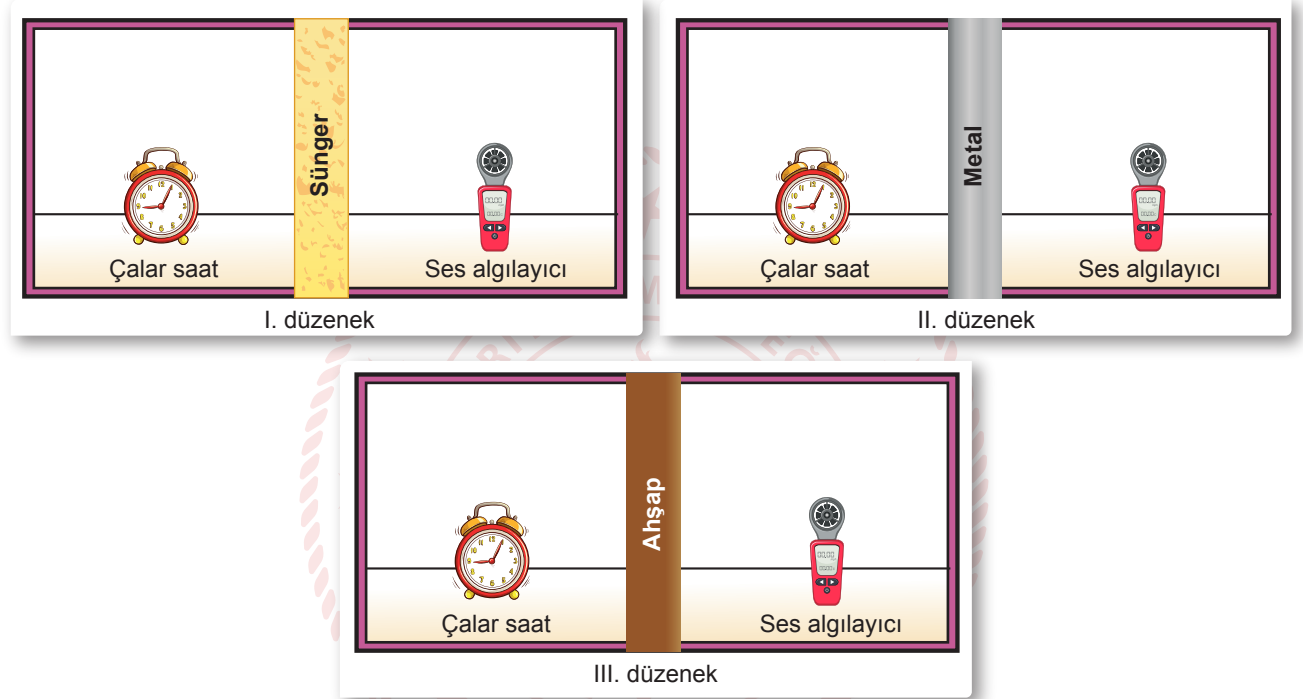 Sünger
Çalar saat
Ses algılayıcı
I. düzenek
Metal
Çalar saat
Ses algılayıcı
II. düzenek
Ahşap
Çalar saat
Ses algılayıcı
III. düzenek